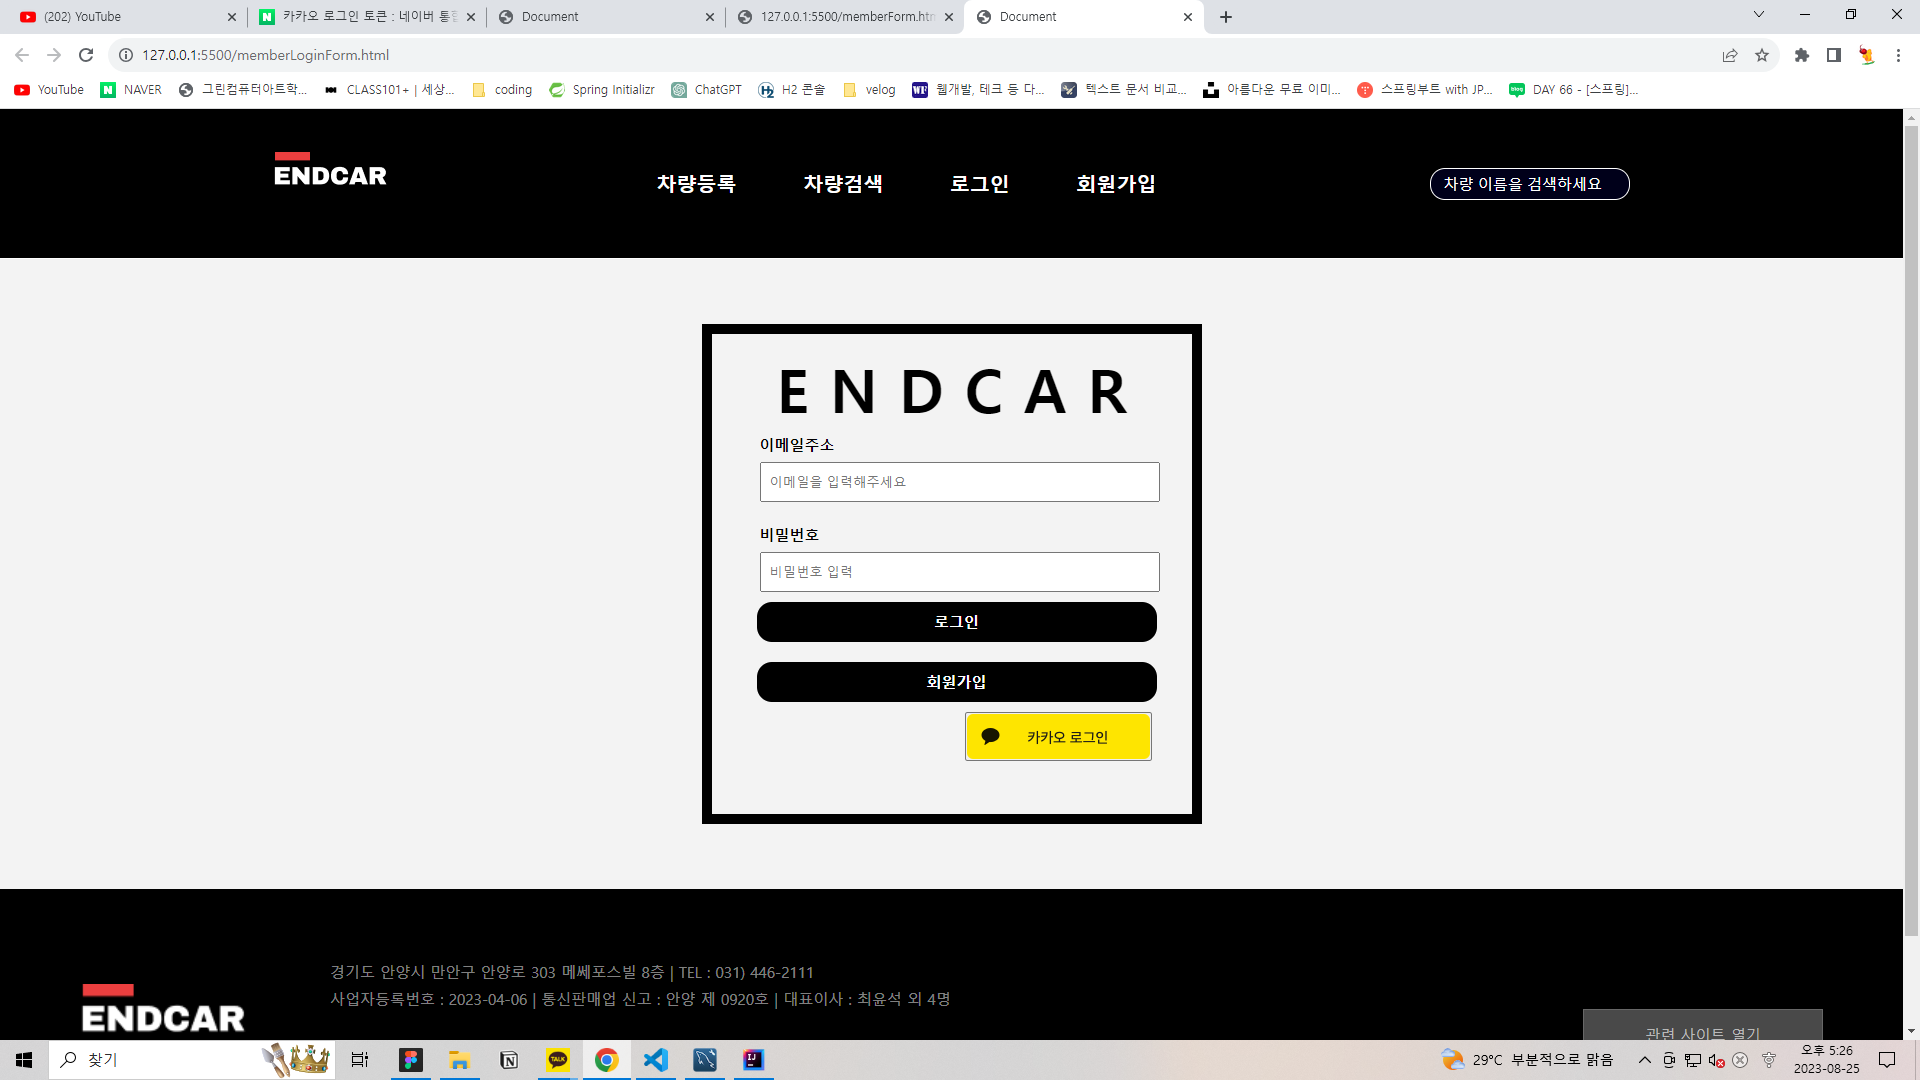 (202) YouTube
카카오 로그인 토큰 : 네이버 통합
Document
127.0.0.1:5500/memberForm.htm
Document
127.0.0.1:5500/memberLoginForm.html
YouTube
NAVER
그린컴퓨터아트학...
CLASS101+ | 세상...
coding
Spring Initializr
ChatGPT
H2 콘솔
velog
웹개발, 테크 등 다...
텍스트 문서 비교...
아름다운 무료 이미...
스프링부트 with JP...
DAY 66 - [스프링]...
ENDCAR
차량등록
차량검색
로그인
회원가입
차량 이름을 검색하세요
E N D C A R
이메일주소
이메일을 입력해주세요
비밀번호
비밀번호 입력
로그인
회원가입
카카오 로그인
경기도 안양시 만안구 안양로 303 메쎄포스빌 8층 | TEL : 031) 446-2111
사업자등록번호 : 2023-04-06 | 통신판매업 신고 : 안양 제 0920호 | 대표이사 : 최윤석 외 4명
ENDCAR
관련 사이트 열기
찾기
TALK
29°C 부분적으로 맑음
오후 5:26
2023-08-25